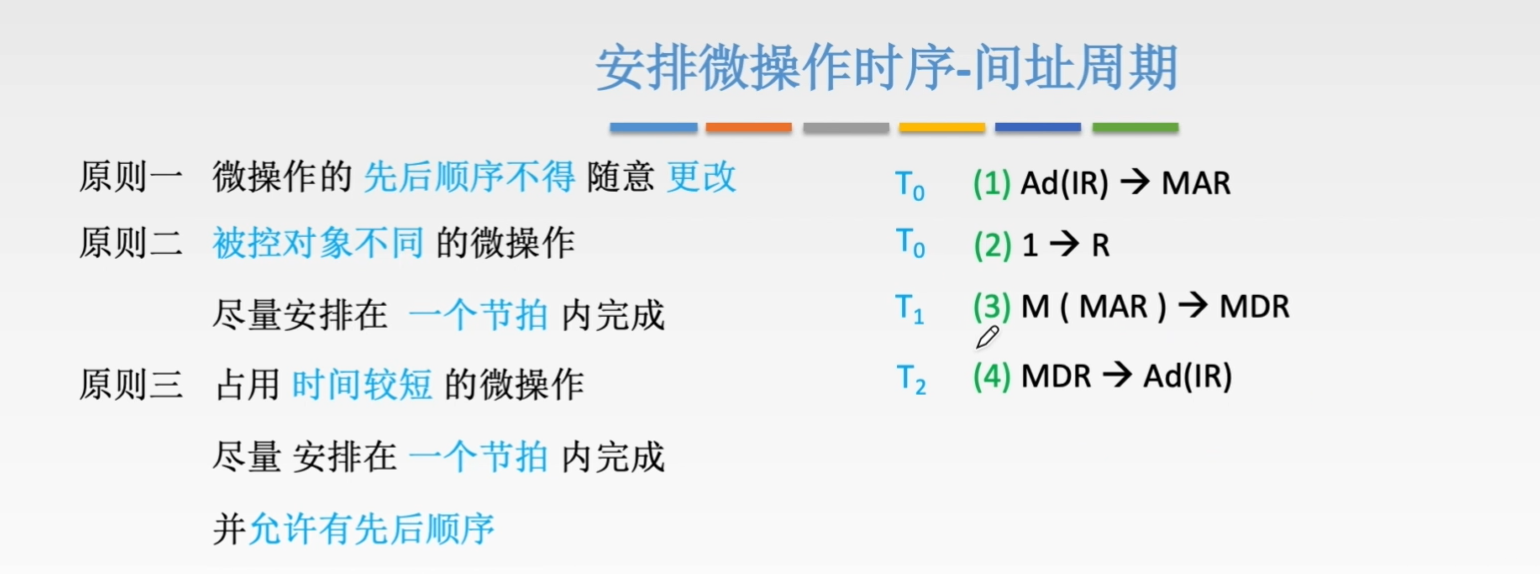 安排微操作时序-间址周期
原则一 微操作的 先后顺序不得 随意 更改
原则二 被控对象不同 的微操作
尽量安排在 一个节拍 内完成
原则三 占用 时间较短 的微操作
尽量 安排在 一个节拍 内完成
并允许有先后顺序
T₀ (1) Ad(IR) → MAR
T₀ (2) 1 → R
T₁ (3) M ( MAR ) → MDR
T₂ (4) MDR → Ad(IR)